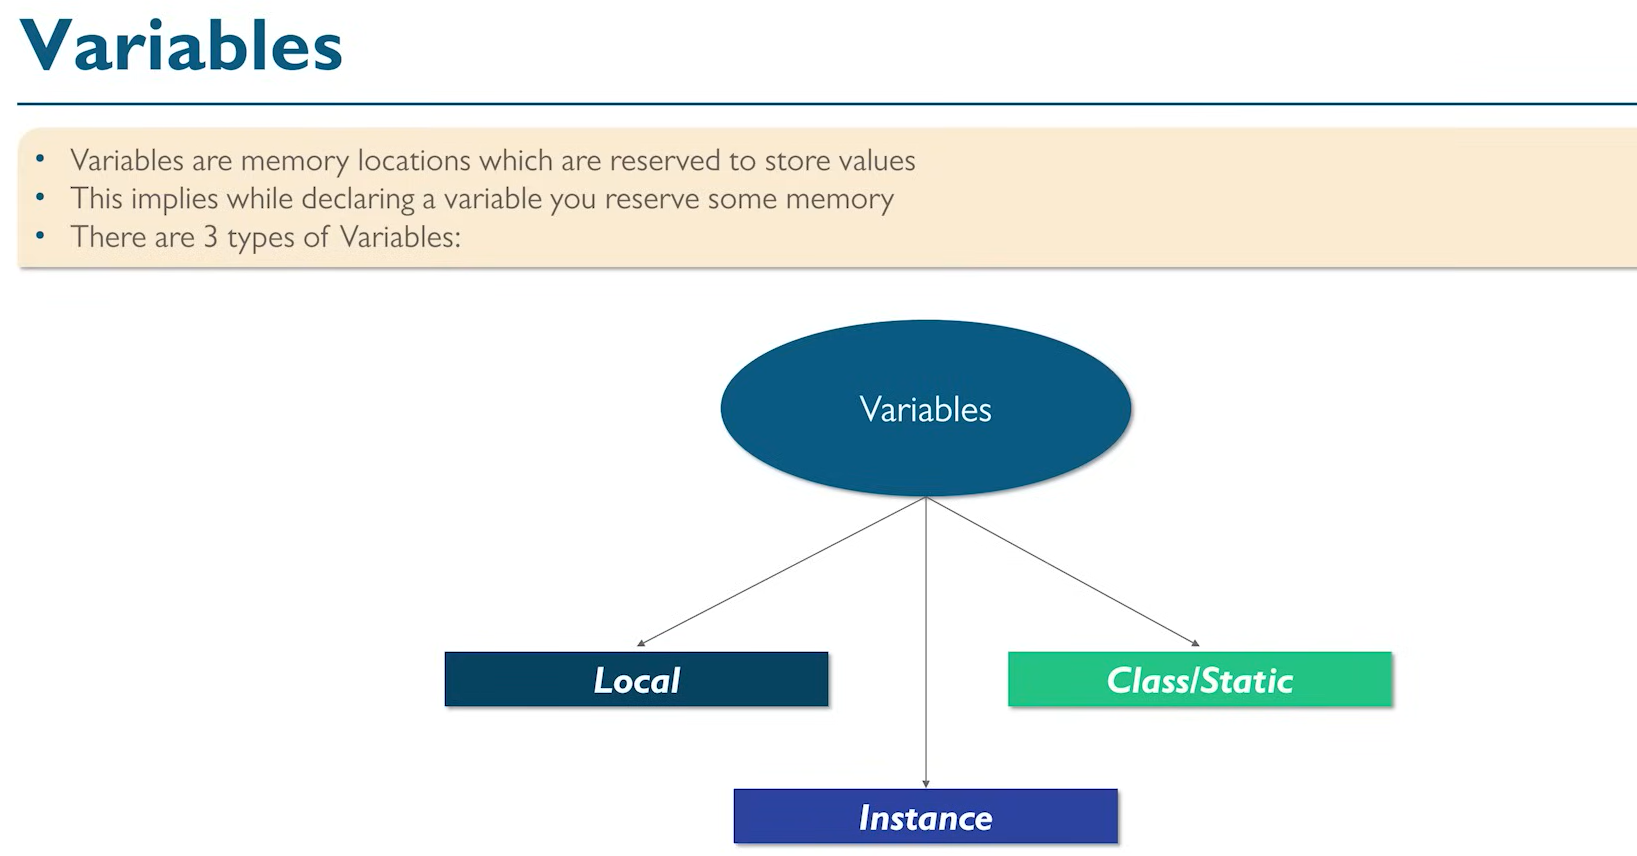 Variables
• Variables are memory locations which are reserved to store values
• This implies while declaring a variable you reserve some memory
• There are 3 types of Variables:
Variables
Local
Class/Static
Instance